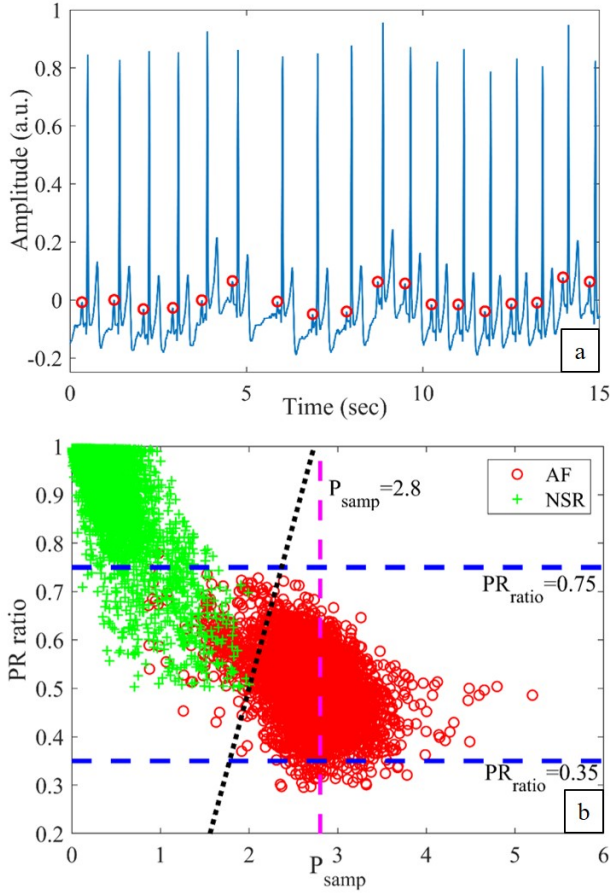 1
0.8
0.6
0.4
0.2
0
-0.2
Amplitude (a.u.)
0 5 10 15
Time (sec)
a
1
0.9
0.8
0.7
0.6
0.5
0.4
0.3
0.2
PR ratio
P_samp=2.8
AF
NSR
PR_ratio=0.75
PR_ratio=0.35
b
0 1 2 3 4 5 6
P_samp